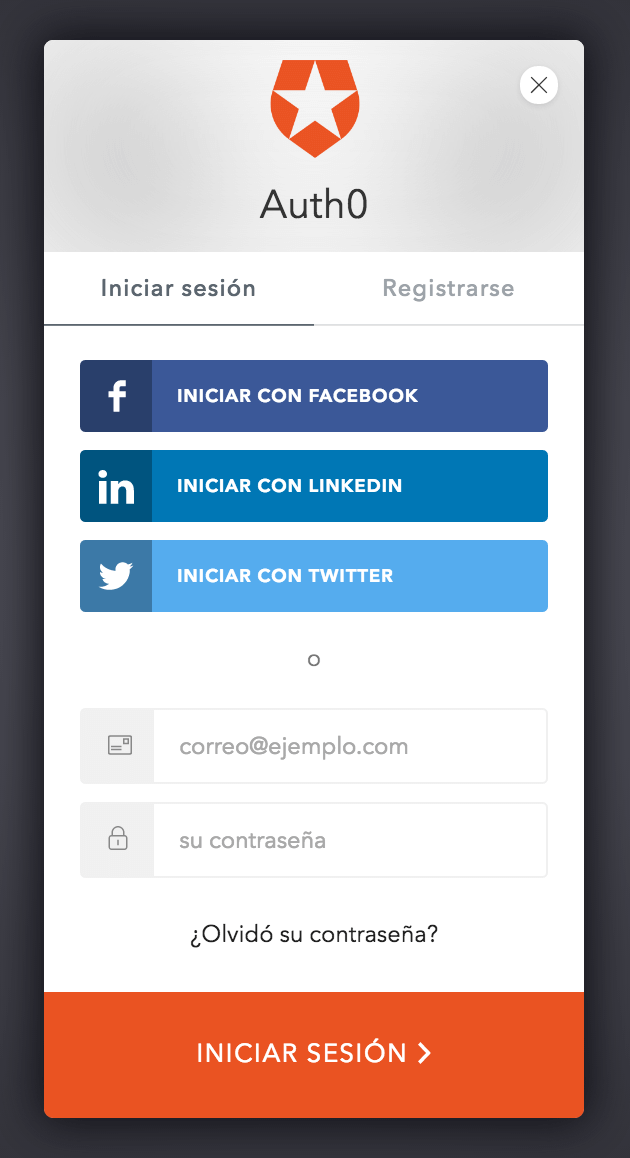 Auth0
Iniciar sesión
Registrarse
INICIAR CON FACEBOOK
INICIAR CON LINKEDIN
INICIAR CON TWITTER
o
correo@ejemplo.com
su contraseña
¿Olvidó su contraseña?
INICIAR SESIÓN